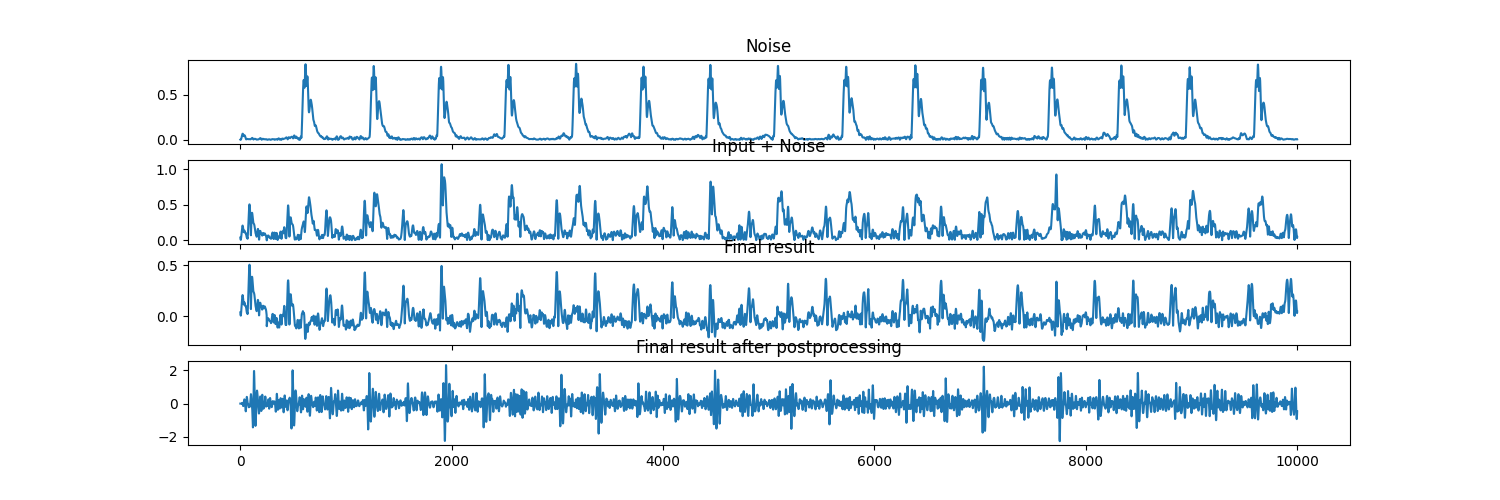 Noise
0.5
0.0
Input + Noise
1.0
0.5
0.0
Final result
0.5
0.0
Final result after postprocessing
2
0
−2
0 2000 4000 6000 8000 10000